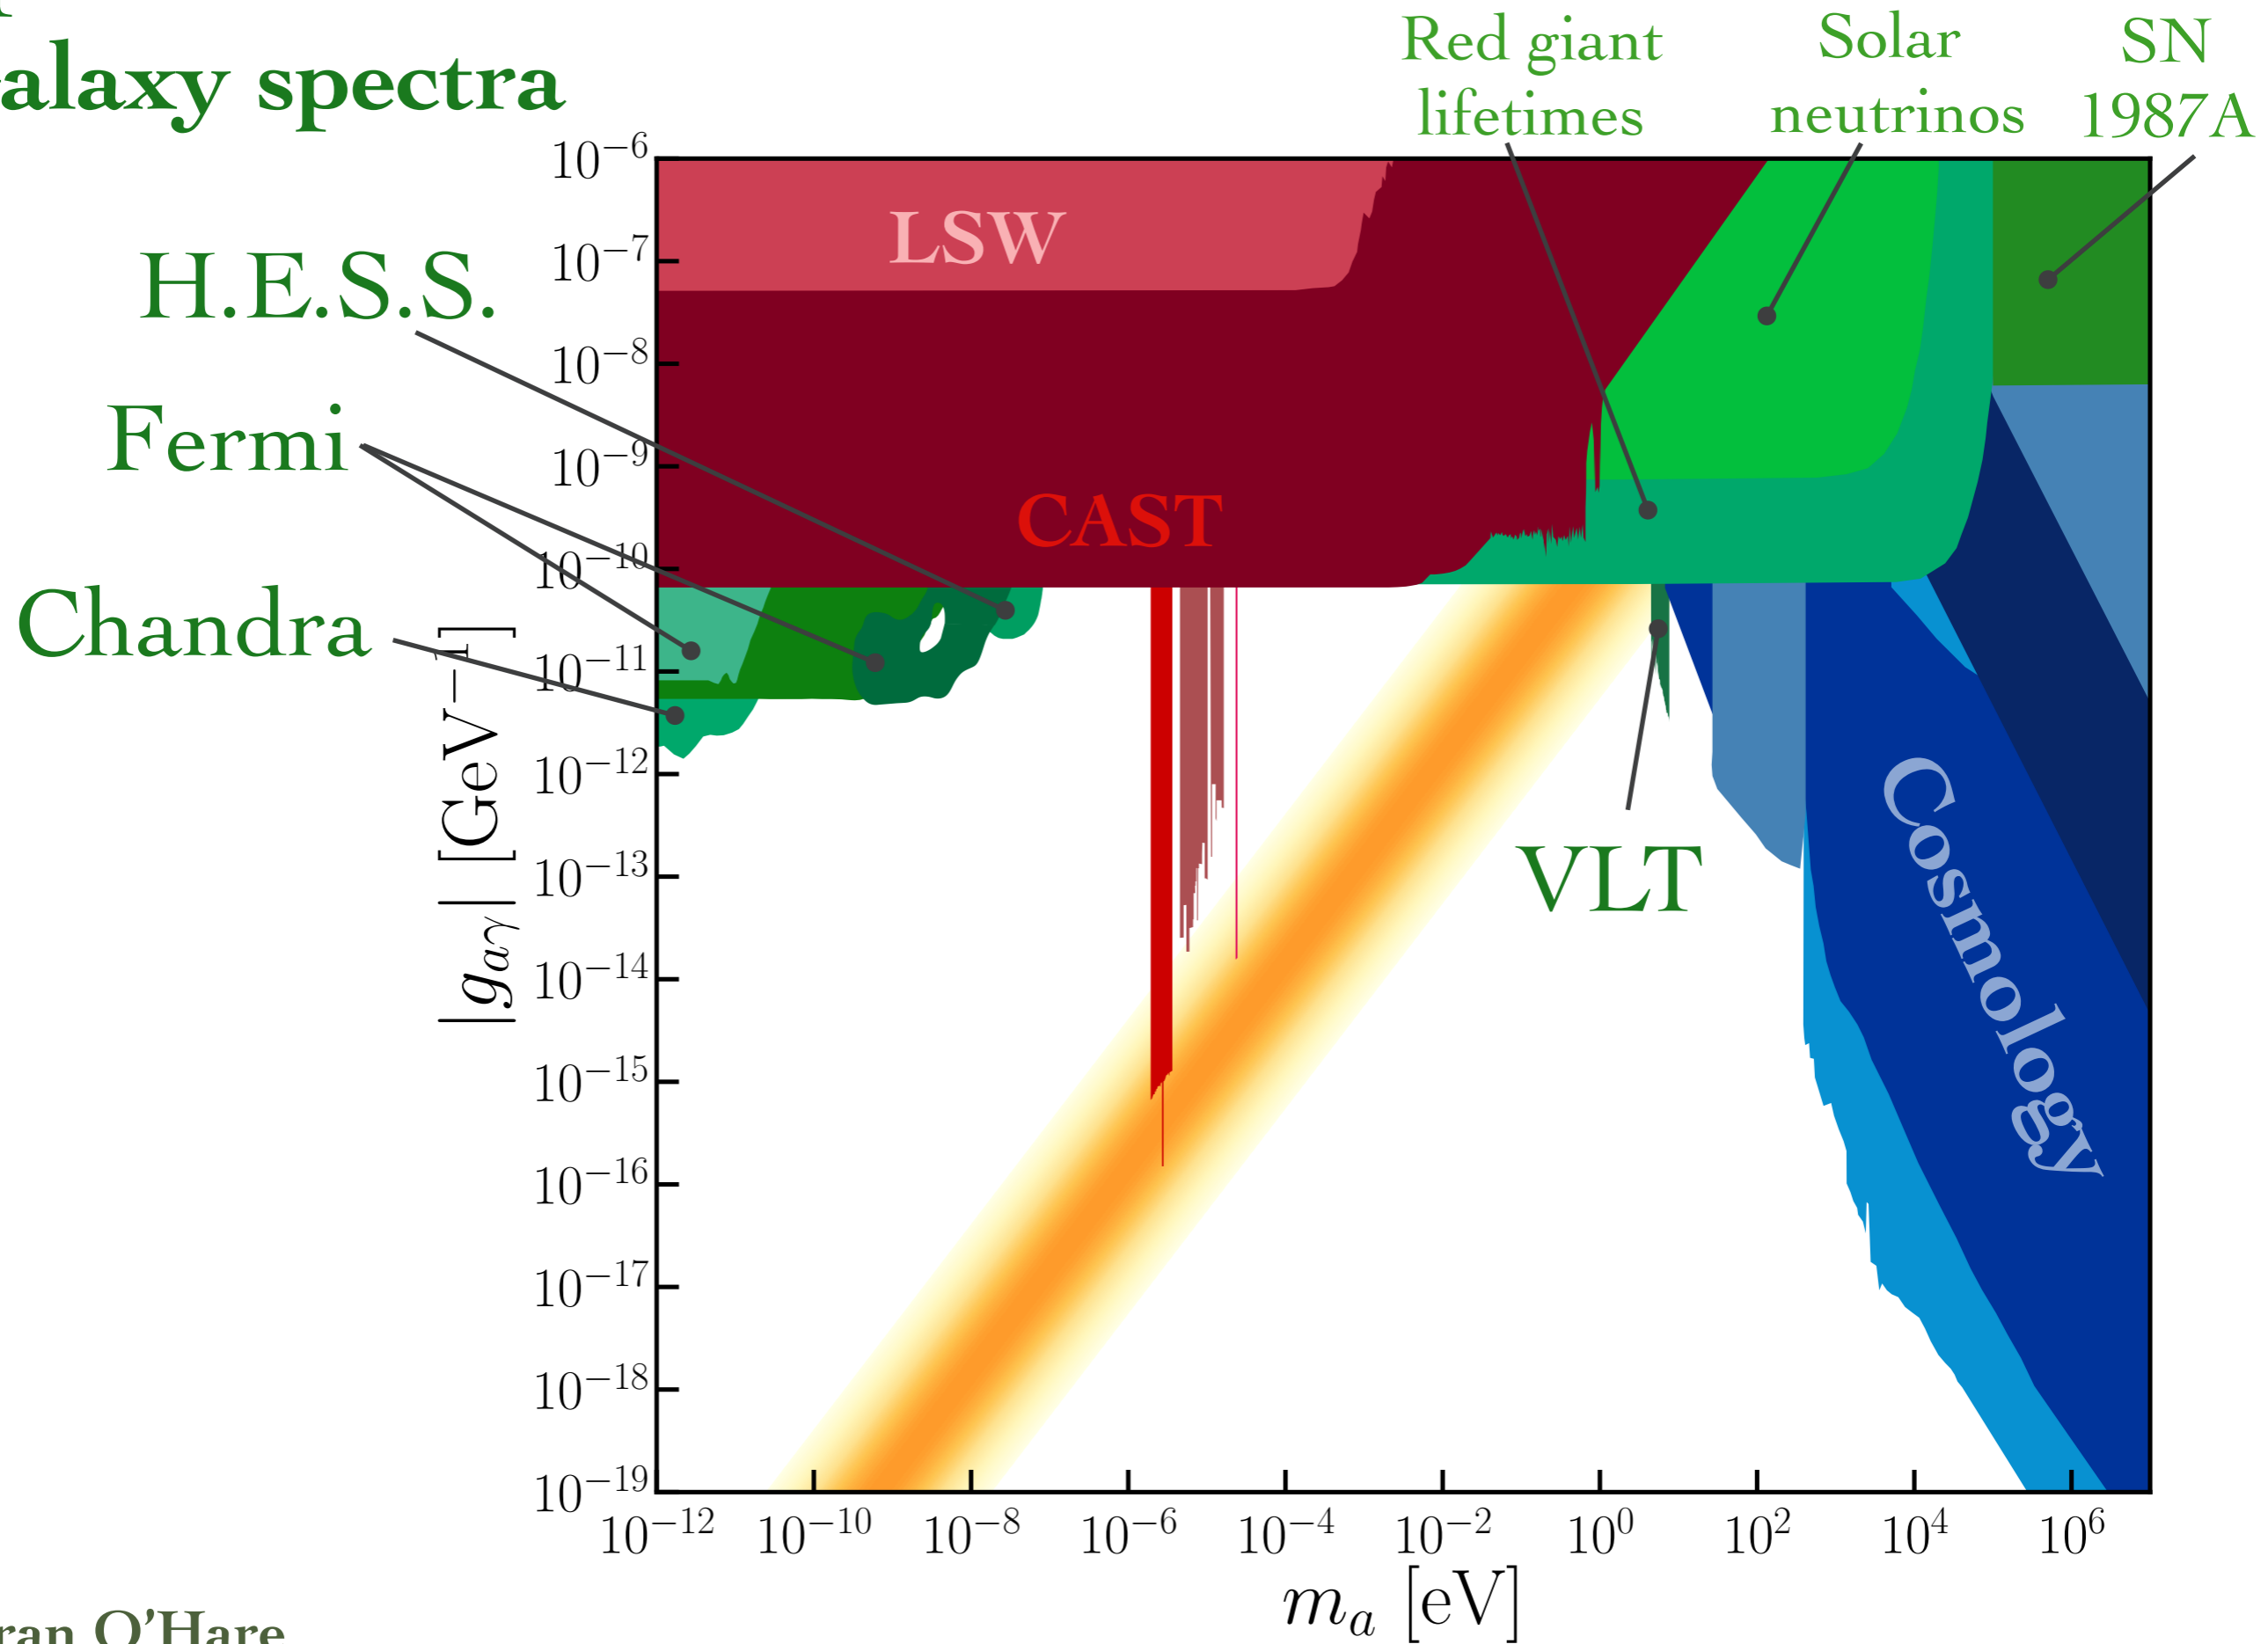 alaxy spectra
Red giant
lifetimes
Solar
neutrinos
SN
1987A
H.E.S.S.
Fermi
Chandra
LSW
CAST
VLT
Cosmology
|g_{aγ}| [GeV^{−1}]
10^{−6}
10^{−7}
10^{−8}
10^{−9}
10^{−10}
10^{−11}
10^{−12}
10^{−13}
10^{−14}
10^{−15}
10^{−16}
10^{−17}
10^{−18}
10^{−19}
10^{−12} 10^{−10} 10^{−8} 10^{−6} 10^{−4} 10^{−2} 10^{0} 10^{2} 10^{4} 10^{6}
m_a [eV]
ran O'Hare